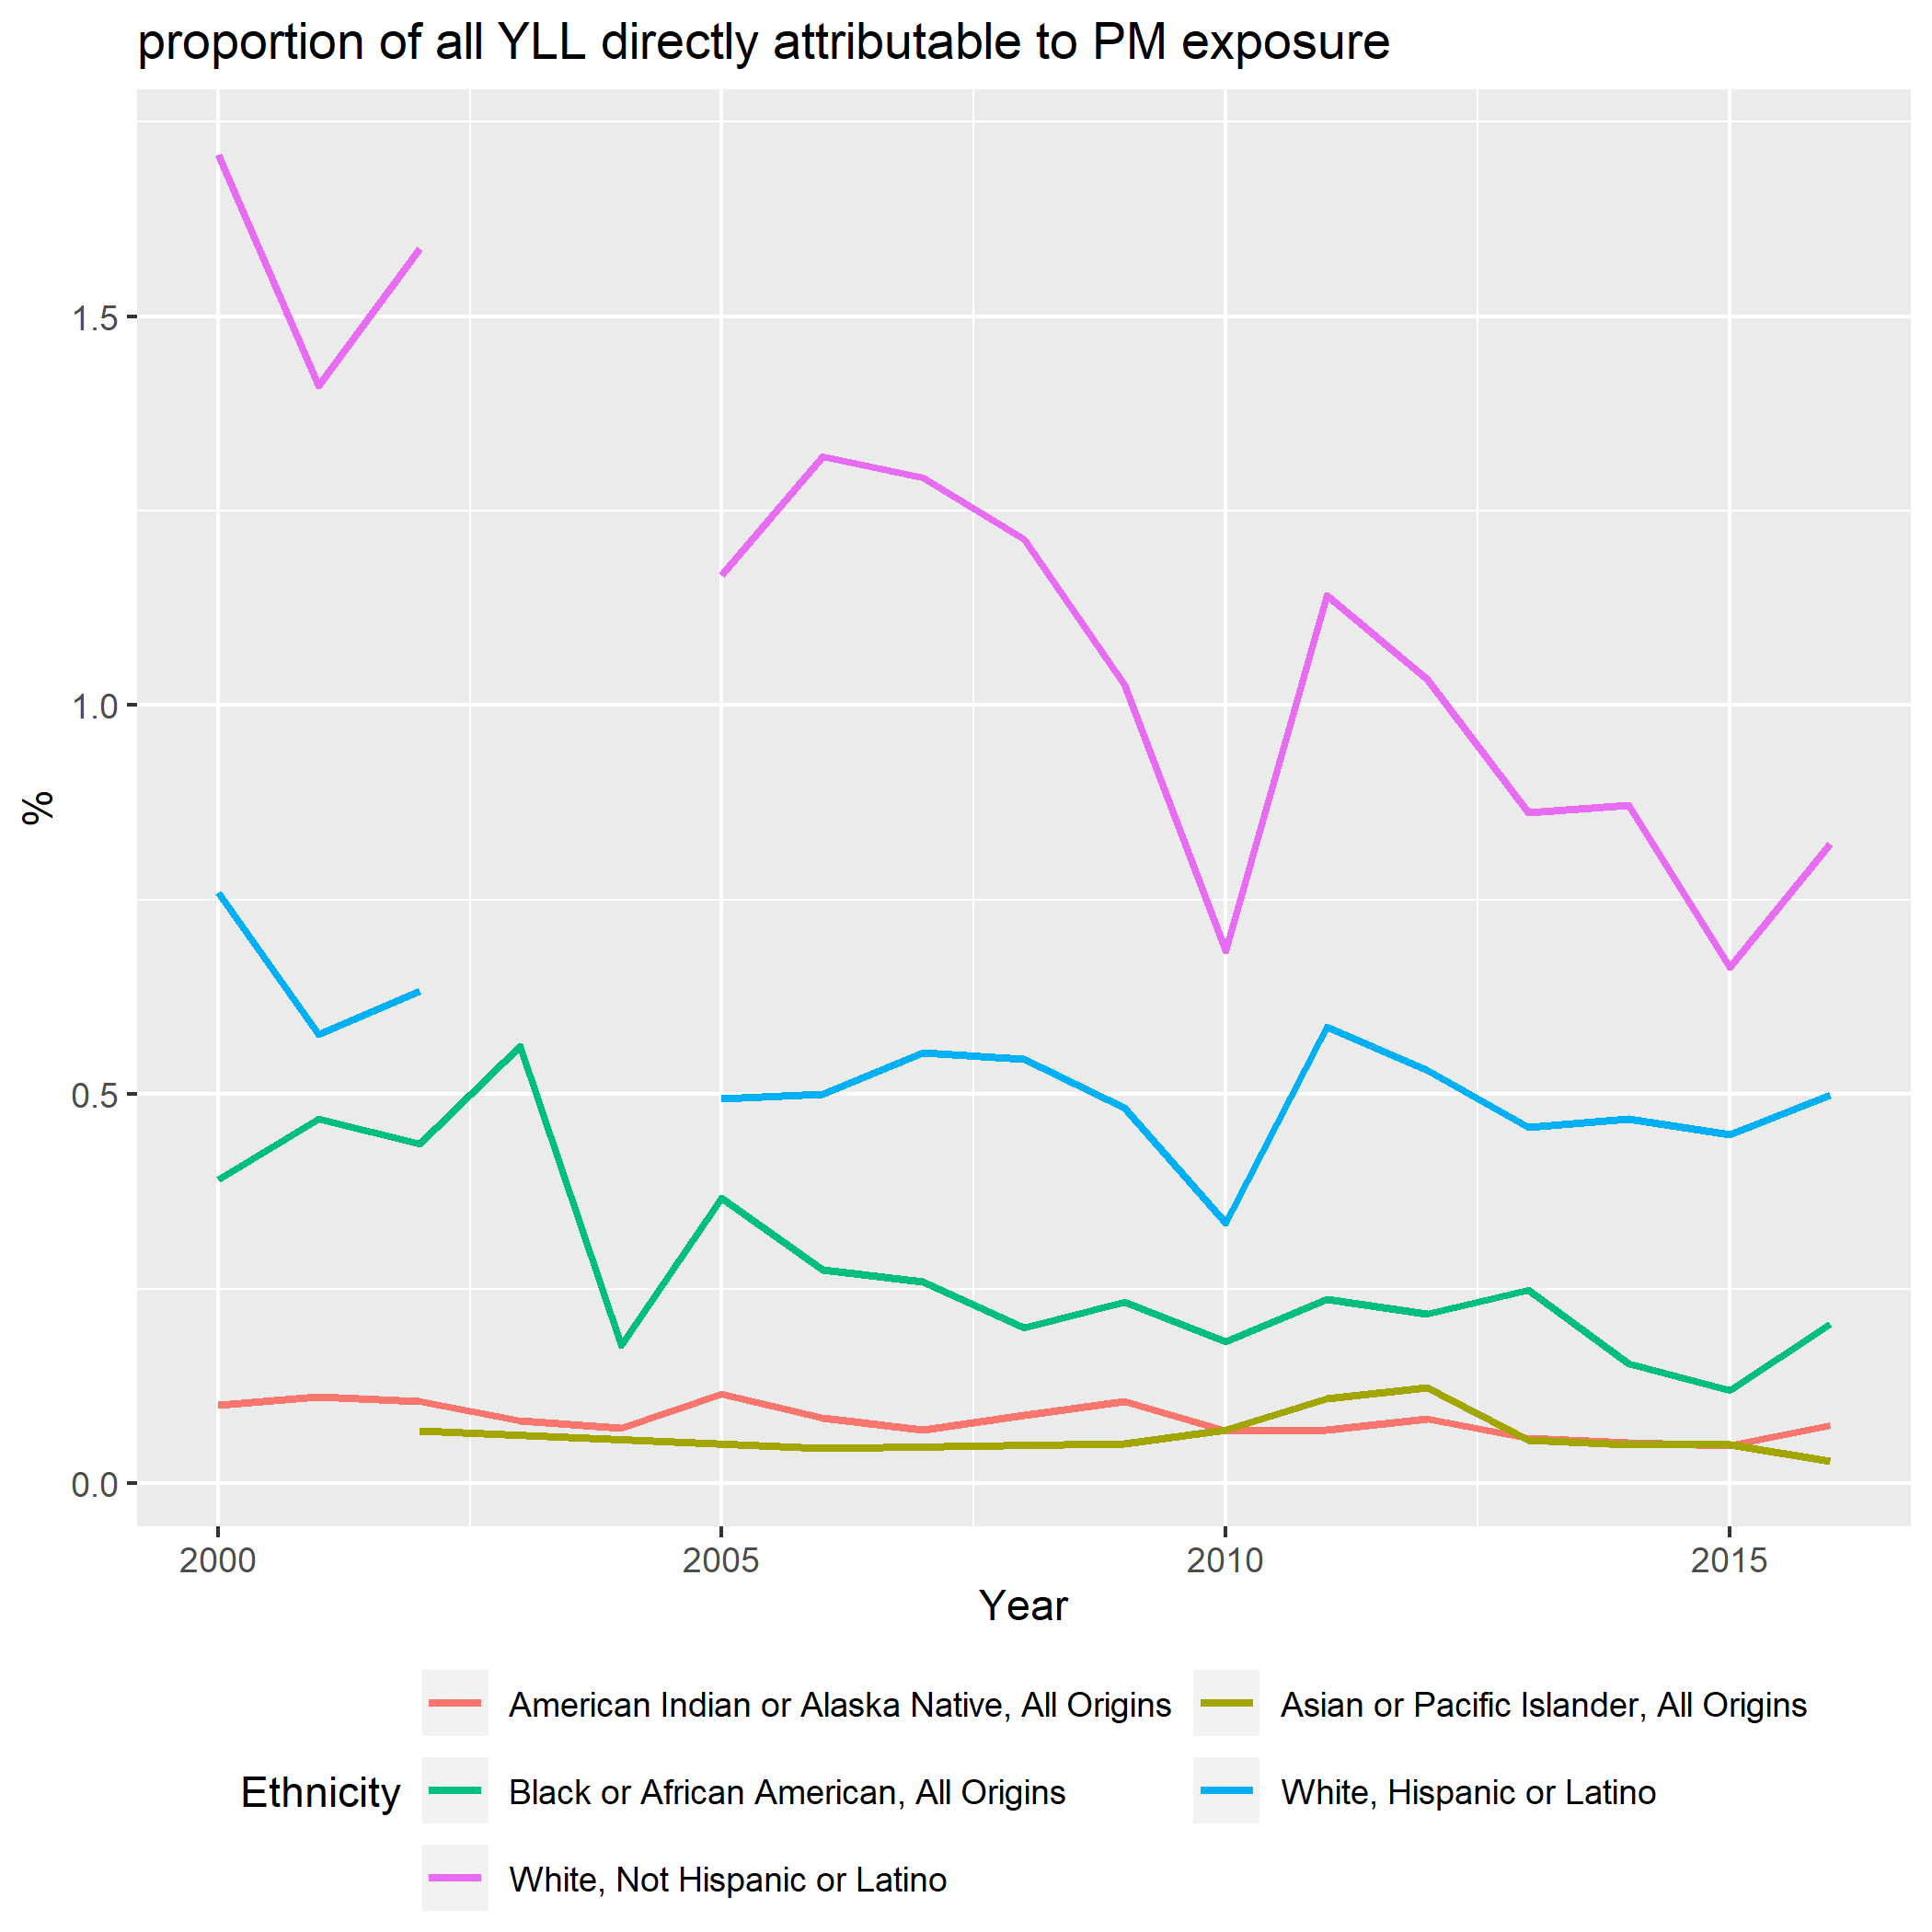 proportion of all YLL directly attributable to PM exposure
1.5
1.0
%
0.5
0.0
2000 2005 2010 2015
Year
American Indian or Alaska Native, All Origins Asian or Pacific Islander, All Origins
Ethnicity Black or African American, All Origins White, Hispanic or Latino
White, Not Hispanic or Latino